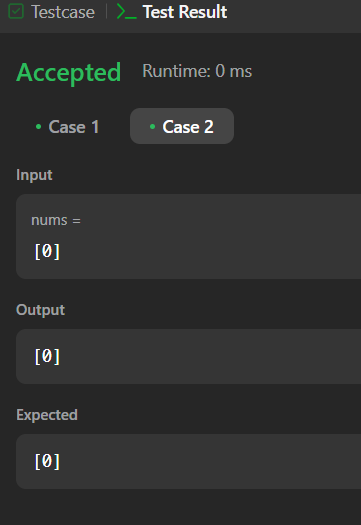 Testcase Test Result
Accepted Runtime: 0 ms
Case 1 Case 2
Input
nums =
[0]
Output
[0]
Expected
[0]